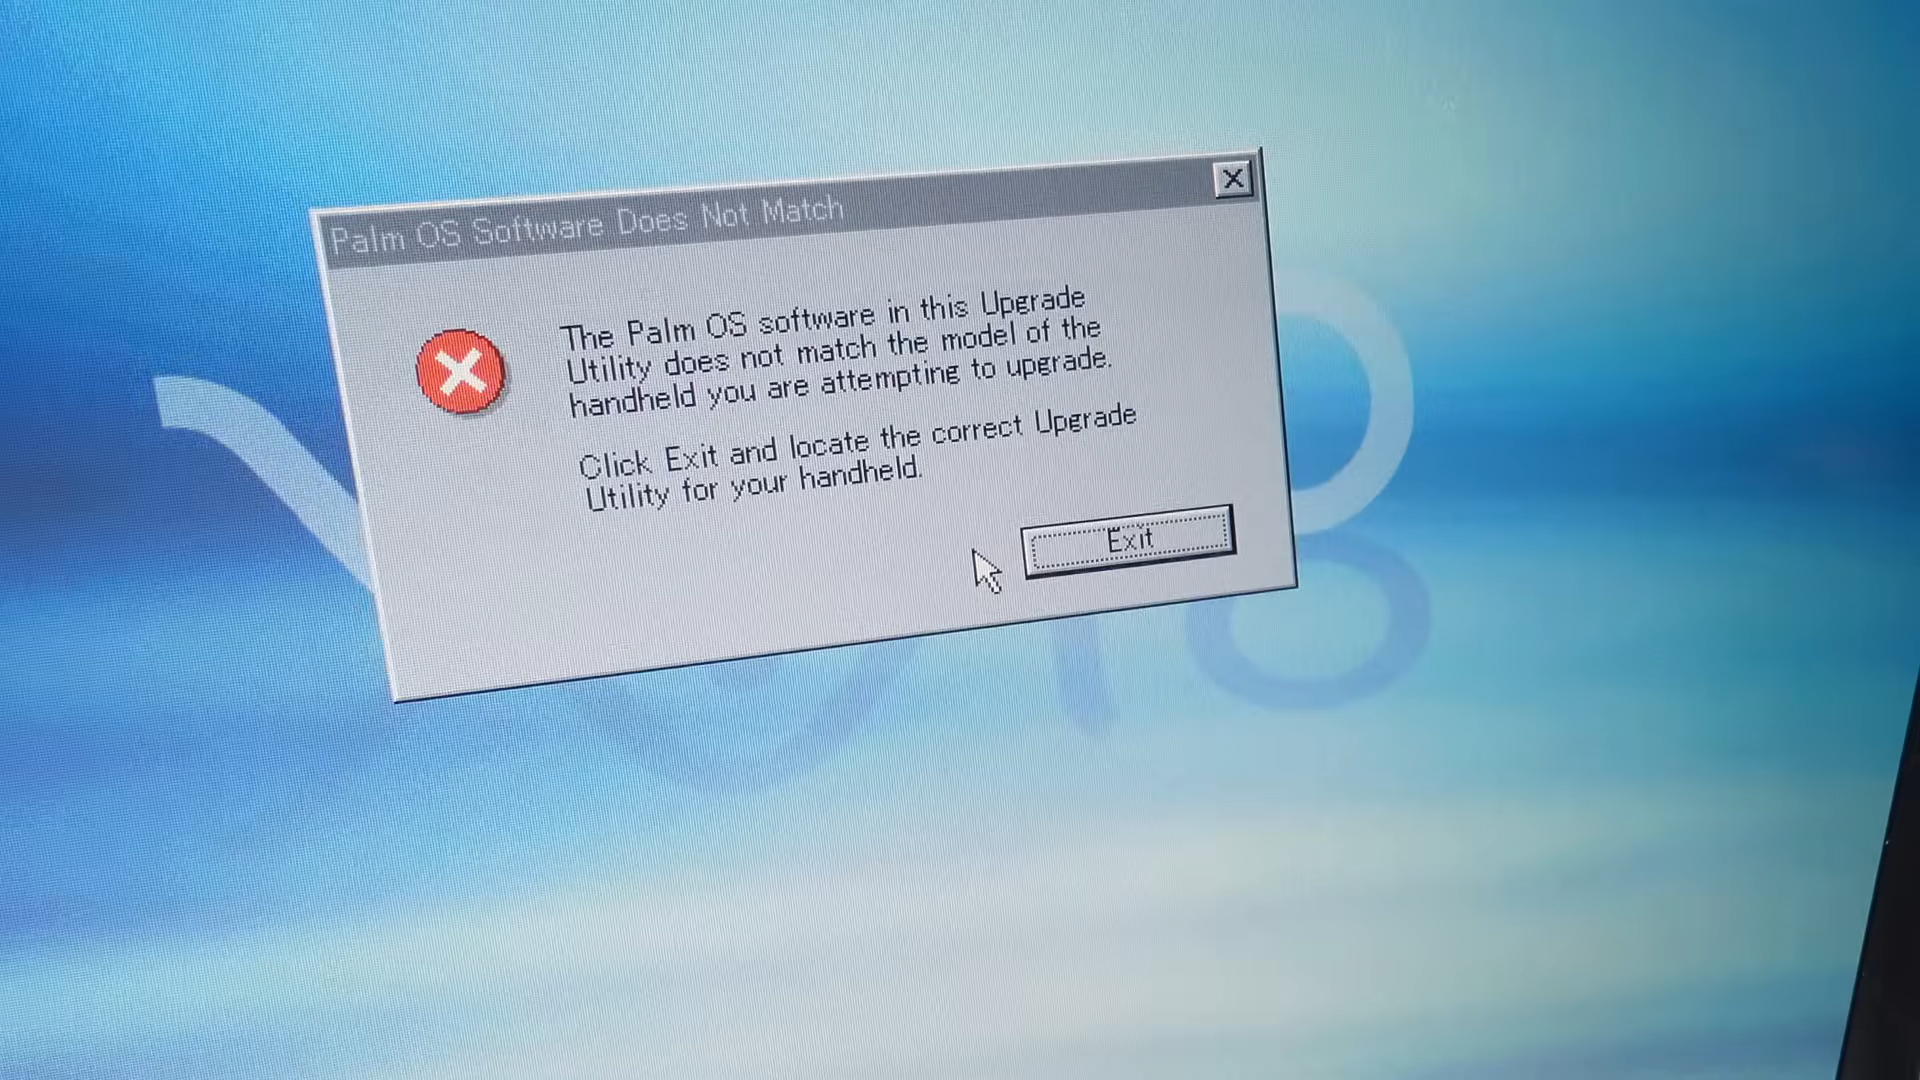 Palm OS Software Does Not Match
The Palm OS software in this Upgrade
Utility does not match the model of the
handheld you are attempting to upgrade.
Click Exit and locate the correct Upgrade
Utility for your handheld.
Exit